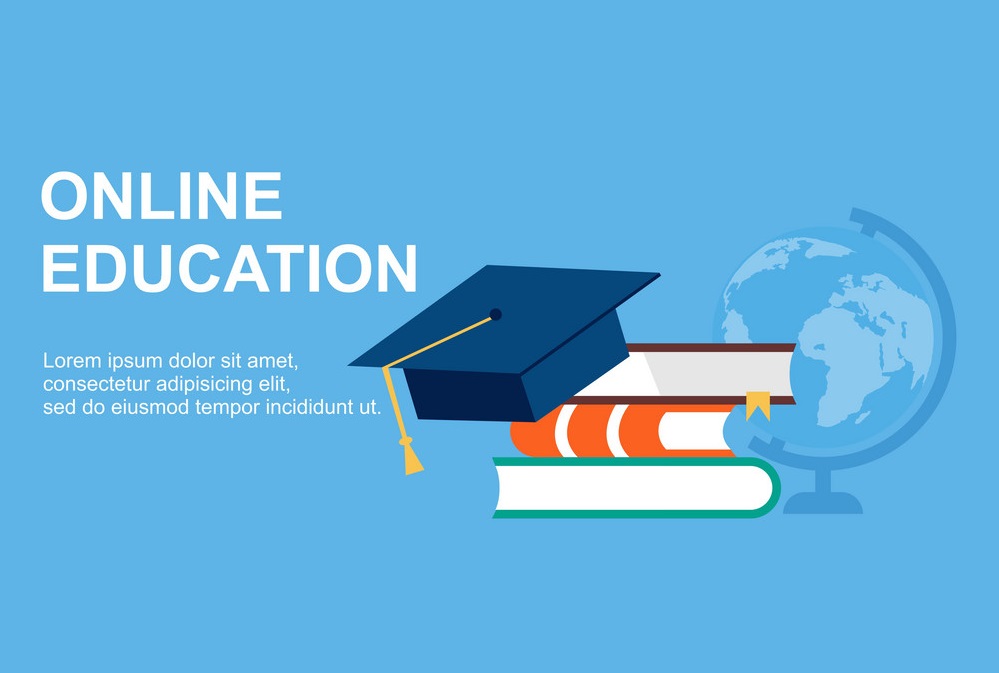 ONLINE
EDUCATION
Lorem ipsum dolor sit amet,
consectetur adipisicing elit,
sed do eiusmod tempor incididunt ut.